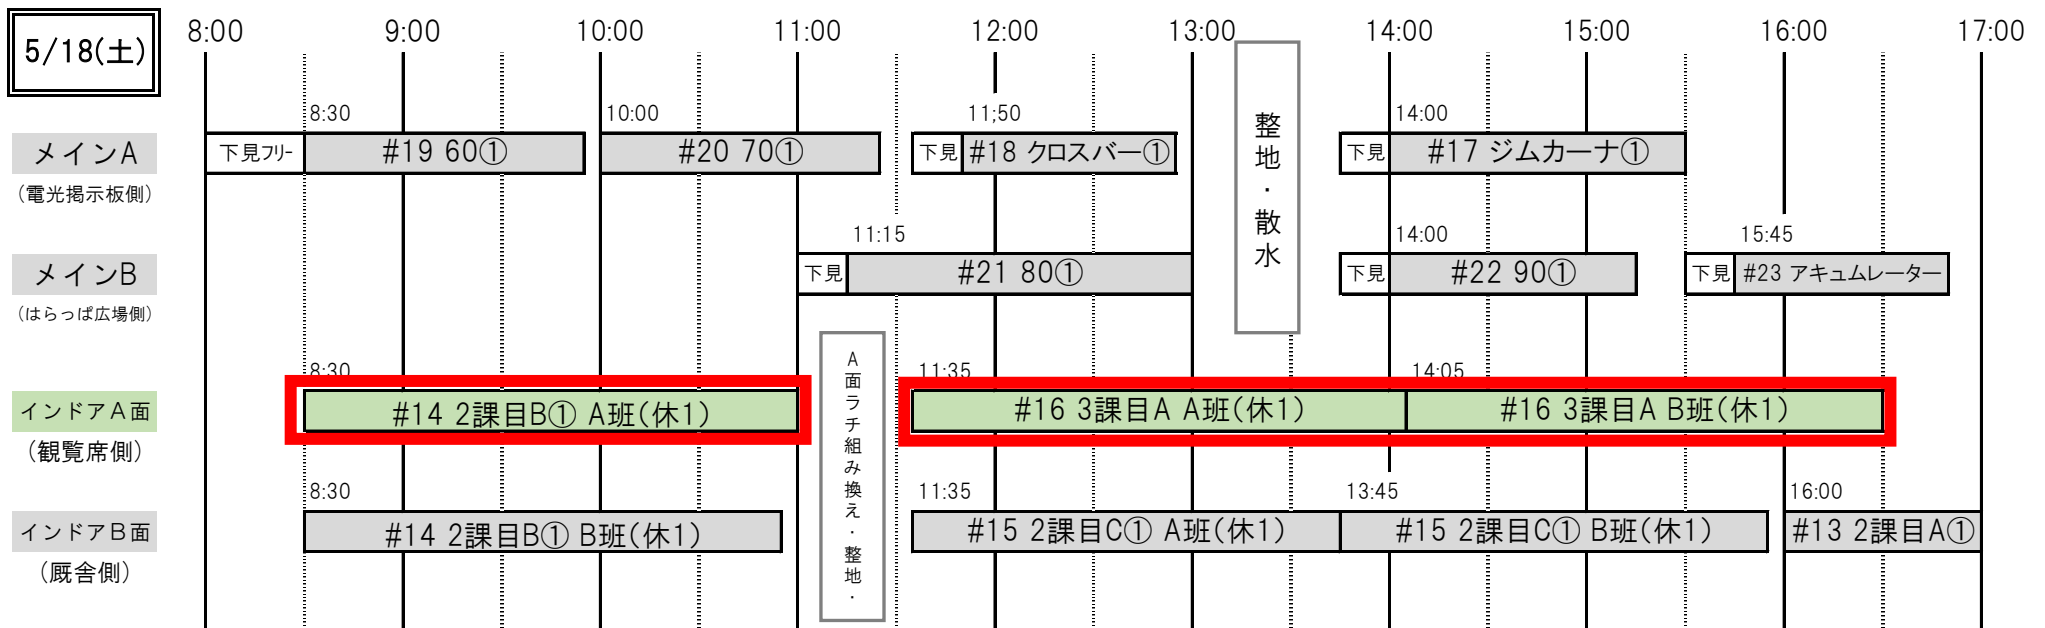 5/18(土)
8:00 9:00 10:00 11:00 12:00 13:00 14:00 15:00 16:00 17:00
8:30 10:00 11;50 14:00
メインA 下見フリー #19 60① #20 70① 下見 #18 クロスバー① 下見 #17 ジムカーナ①
(電光掲示板側)
整地・散水
11:15 14:00 15:45
メインB 下見 #21 80① 下見 #22 90① 下見 #23 アキュムレーター
(はらっぱ広場側)
A面ラチ組み換え・整地・
8:30 11:35 14:05
インドアA面 #14 2課目B① A班(休1) #16 3課目A A班(休1) #16 3課目A B班(休1)
(観覧席側)
8:30 11:35 13:45 16:00
インドアB面 #14 2課目B① B班(休1) #15 2課目C① A班(休1) #15 2課目C① B班(休1) #13 2課目A①
(厩舎側)